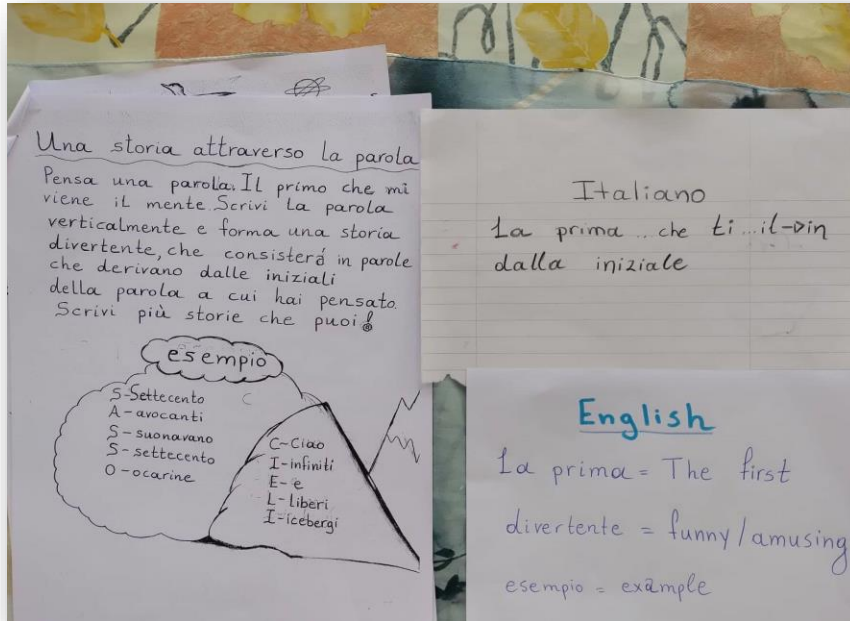 Una storia attraverso la parola
Pensa una parola. Il primo che mi
viene il mente. Scrivi la parola
verticalmente e forma una storia
divertente, che consisterá in parole
che derivano dalle iniziali
della parola a cui hai pensato.
Scrivi più storie che puoi!
esempio
S-Settecento
A-avocanti
S-suonavano
S-settecento
O-ocarine
C-Ciao
I-infiniti
E-e
L-liberi
I-icebergi
Italiano
La prima ... che ti ... il→in
dalla iniziale
English
La prima = The first
divertente = funny/amusing
esempio = example